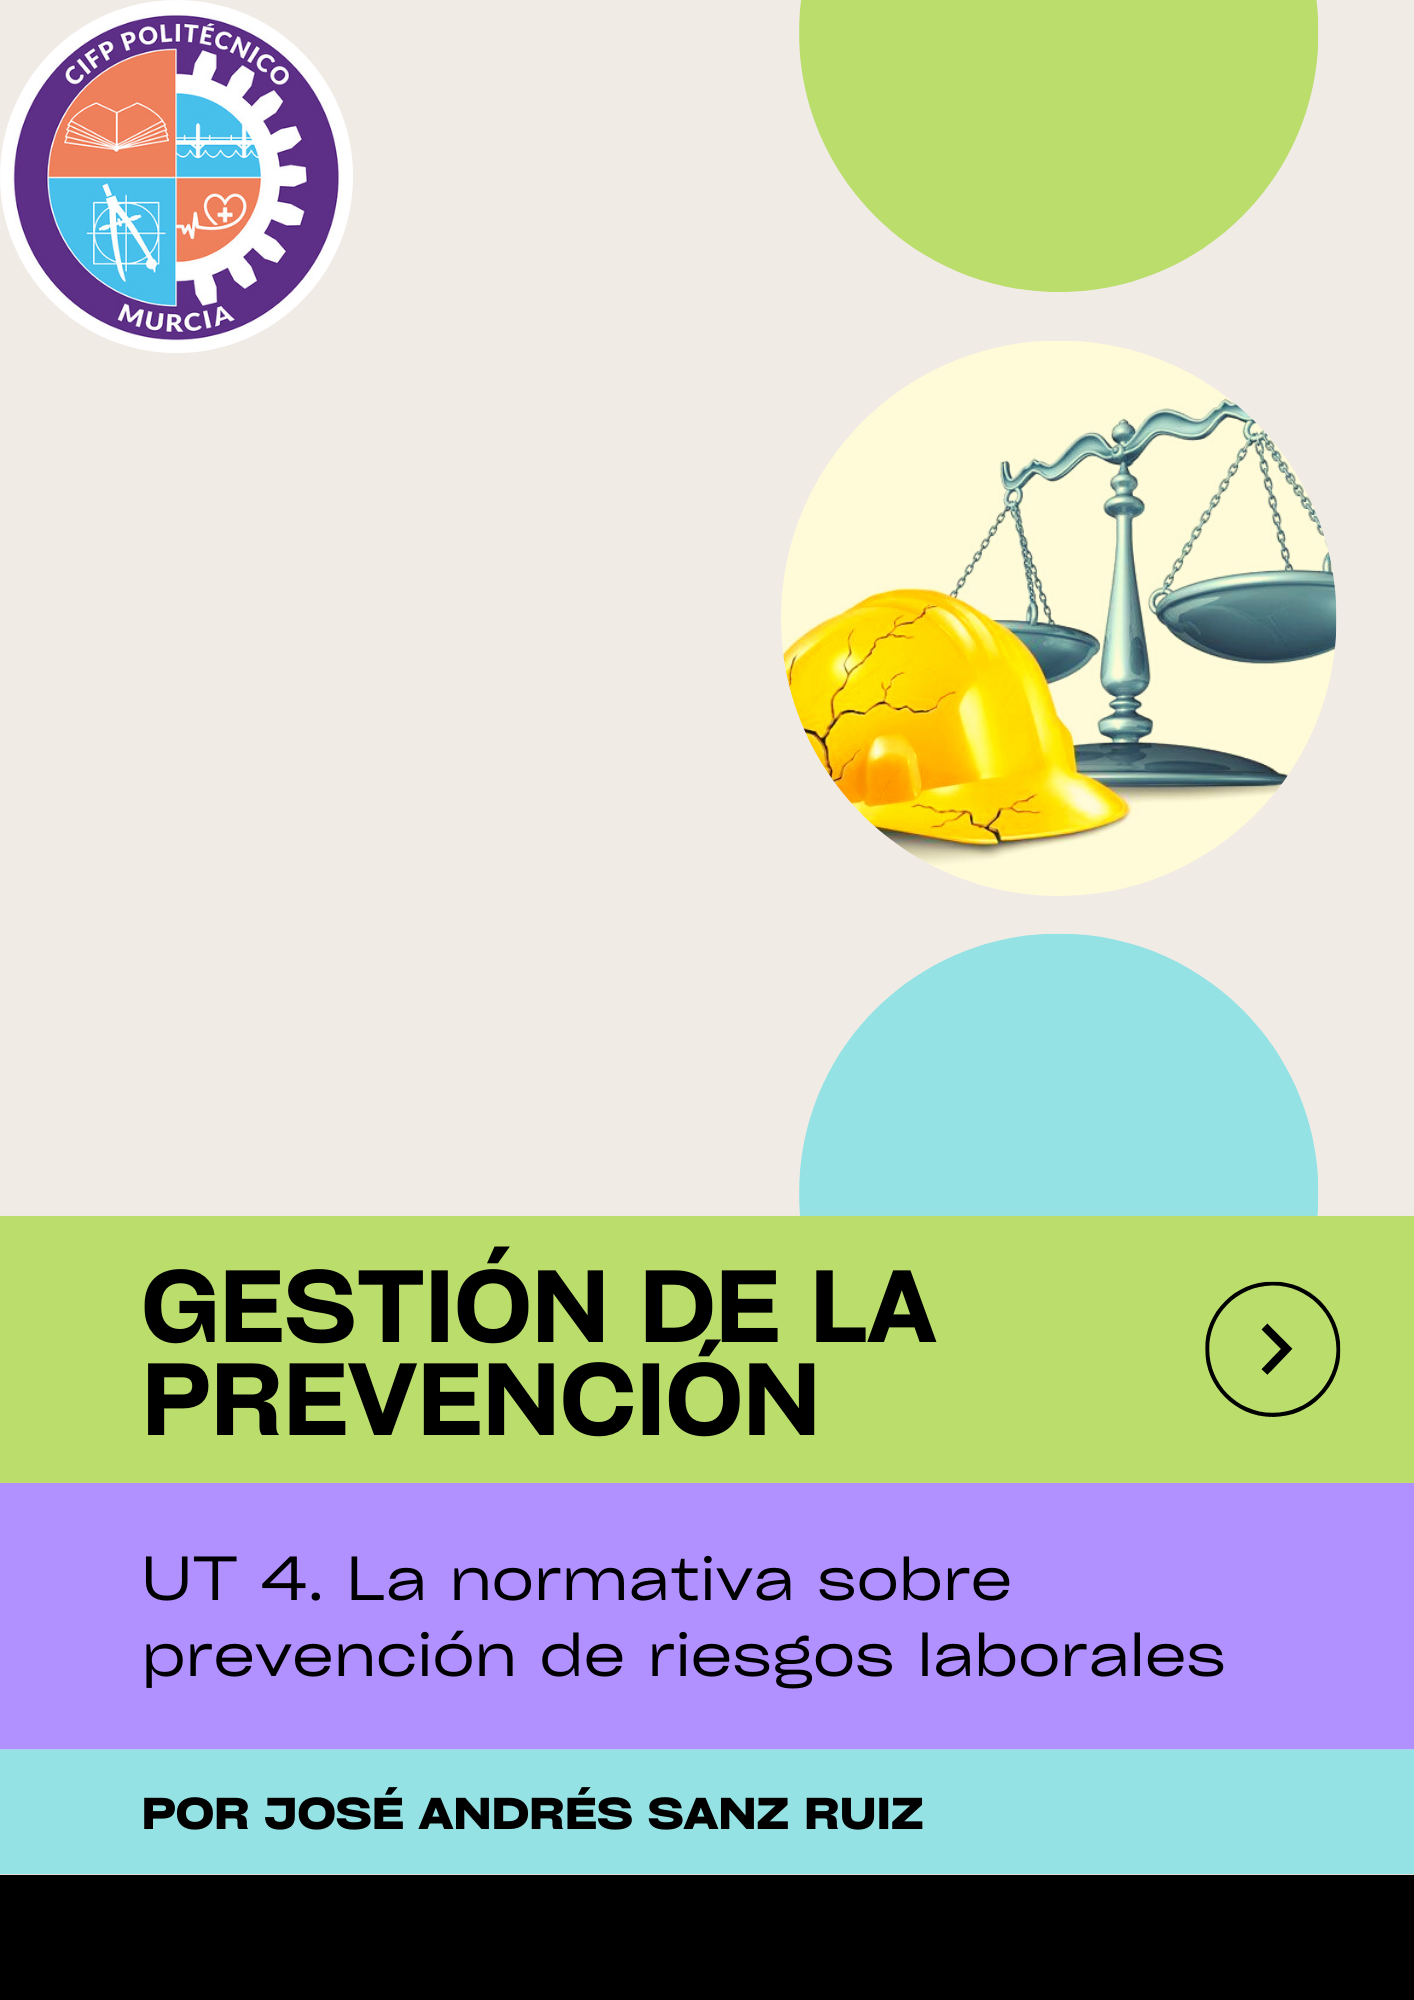 CIFP POLITÉCNICO
MURCIA
GESTIÓN DE LA
PREVENCIÓN
UT 4. La normativa sobre
prevención de riesgos laborales
POR JOSÉ ANDRÉS SANZ RUIZ